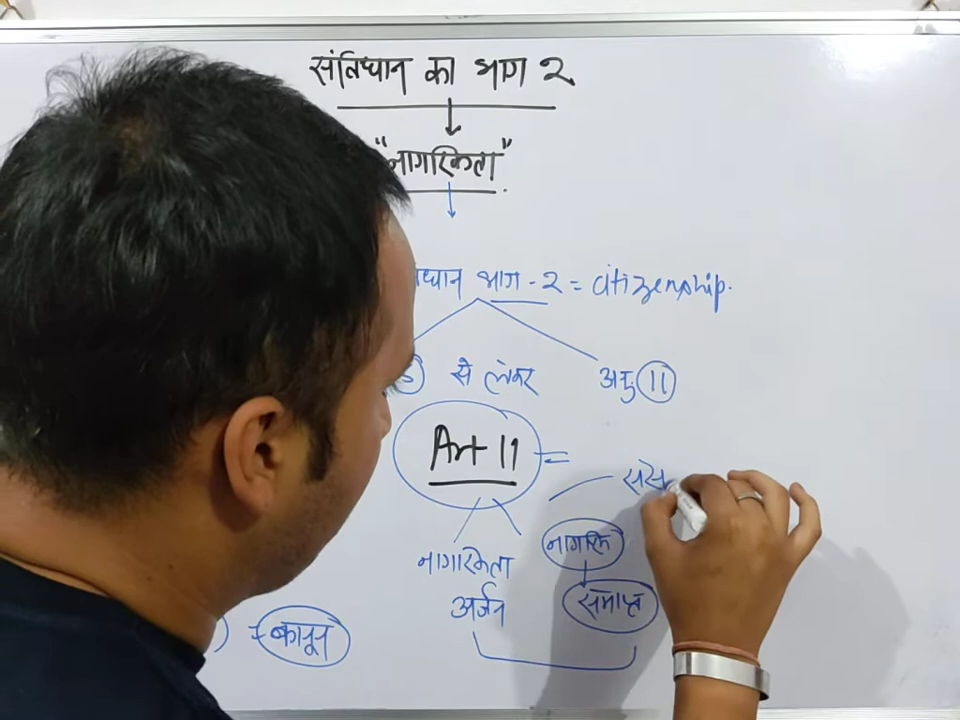 संविधान का भाग 2
"नागरिकता"
भाग - 2 = citizenship.
से लेकर अनु: 11
Art 11 =
नागरिकता
अर्जन
नागरि
समाप्त
= कानून